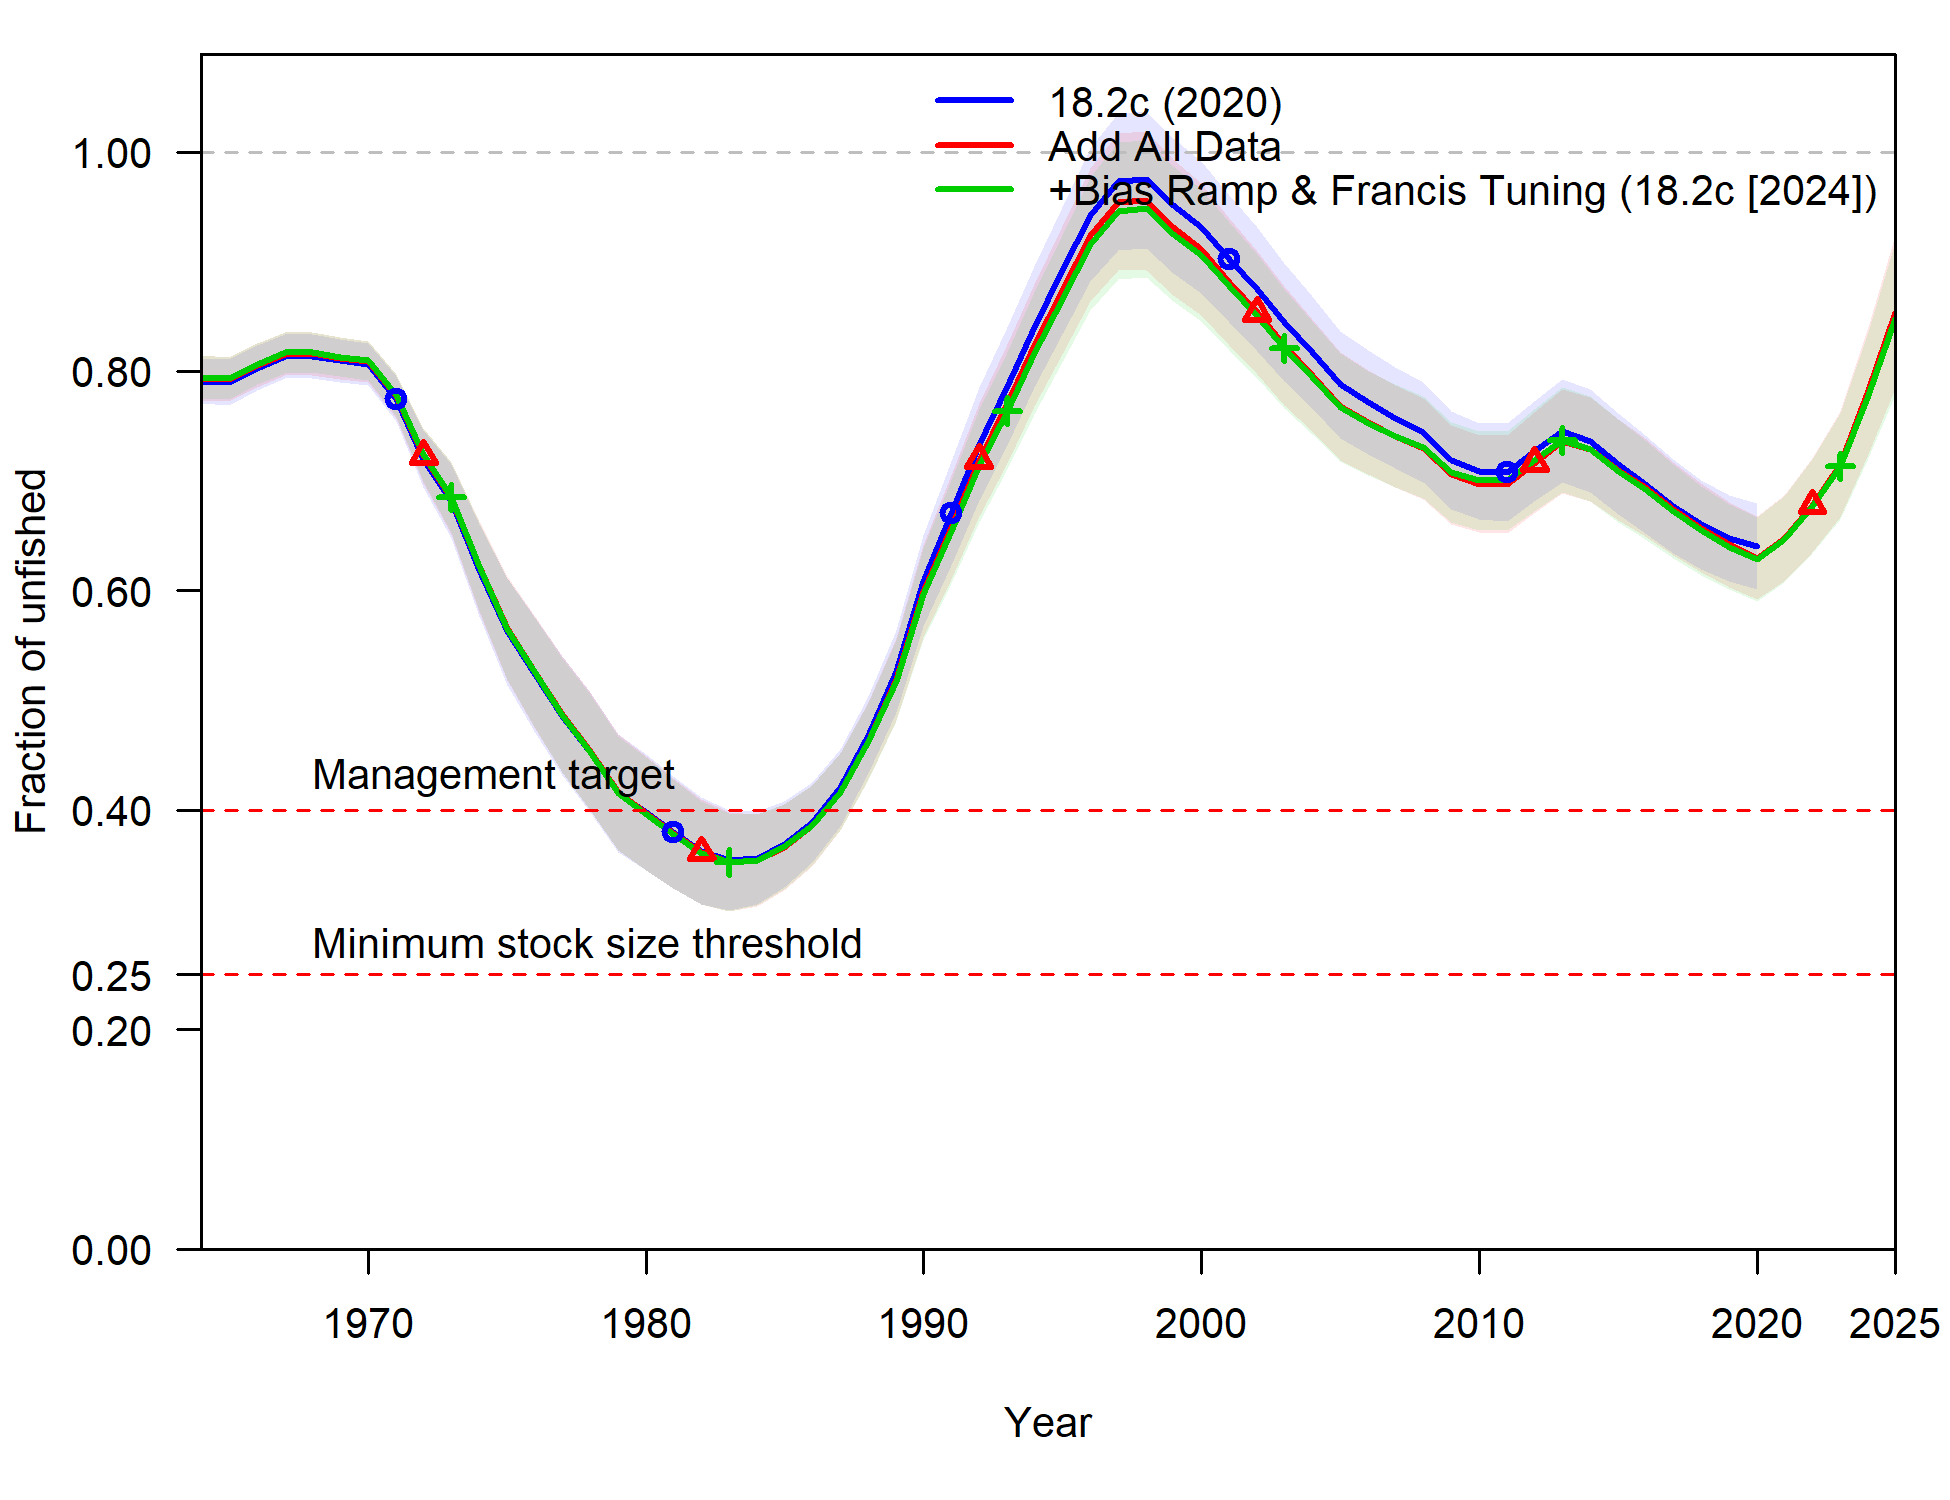 18.2c (2020)
Add All Data
+Bias Ramp & Francis Tuning (18.2c [2024])
1.00
0.80
0.60
0.40
0.25
0.20
0.00
Fraction of unfished
Management target
Minimum stock size threshold
1970 1980 1990 2000 2010 2020 2025
Year